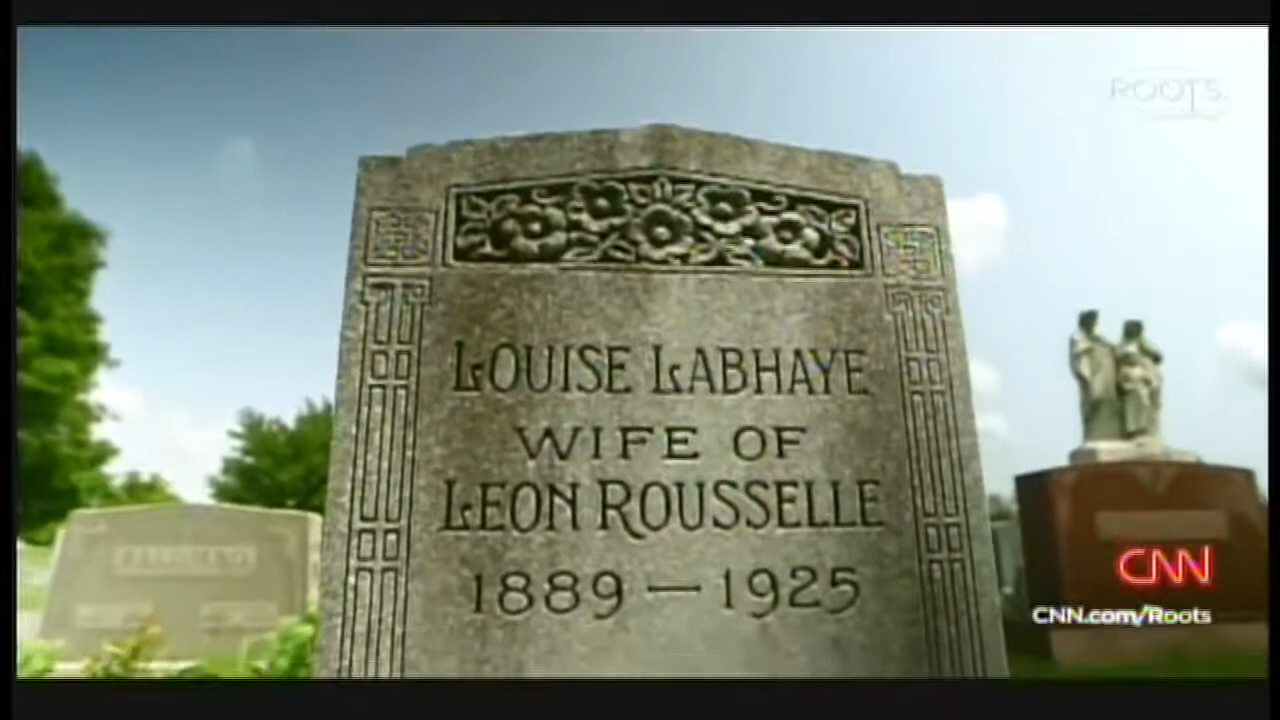 ROOTS
LOUISE LABHAYE
WIFE OF
LEON ROUSSELLE
1889 — 1925
CNN
CNN.com/Roots